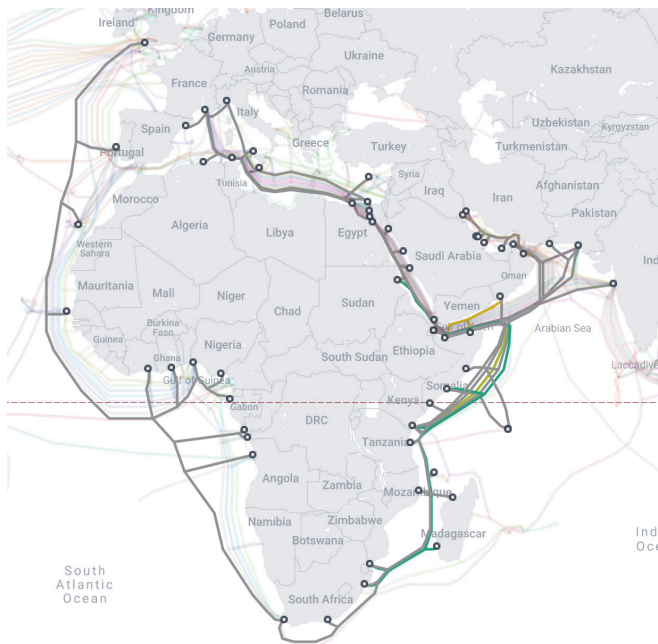 Kingdom
Ireland
Belarus
Poland
Germany
Ukraine
Kazakhstan
Austria
France
Romania
Italy
Uzbekistan
Kyrgyzstan
Spain
Greece
Turkey
Turkmenistan
Portugal
Syria
Tunisia
Iraq
Iran
Afghanistan
Morocco
Pakistan
Algeria
Libya
Egypt
Western
Sahara
Saudi Arabia
Oman
Mauritania
Mali
Niger
Sudan
Chad
Yemen
Burkina
Faso
Guinea
Arabian Sea
Ghana
Nigeria
South Sudan
Ethiopia
Laccadive
Gulf of Guinea
Somalia
Gabon
Kenya
DRC
Tanzania
Angola
Zambia
Mozambique
Zimbabwe
Madagascar
Namibia
Botswana
South
Atlantic
Ocean
South Africa
Ind
Oce